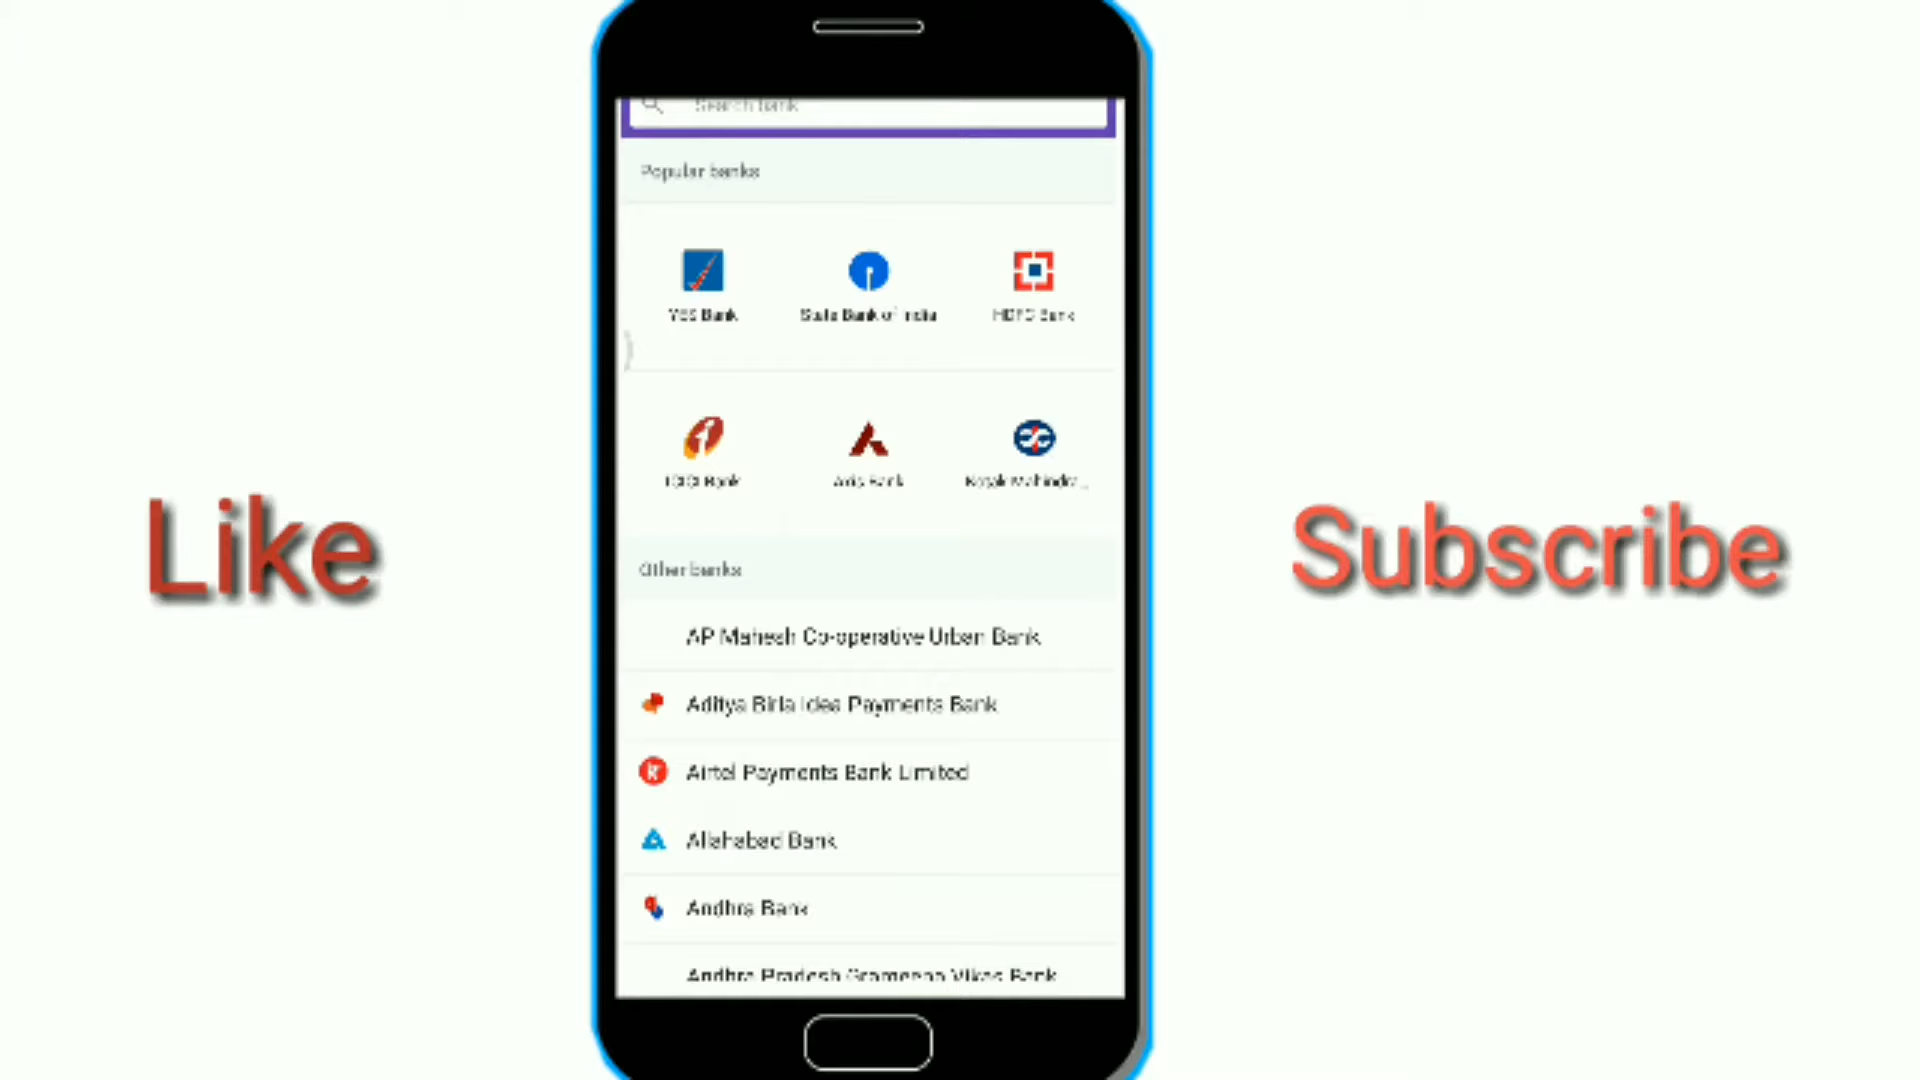 Search bank
Popular banks
YES Bank
State Bank of India
HDFC Bank
ICICI Bank
Axis Bank
Kotak Mahindra...
Like
Subscribe
Other banks
AP Mahesh Co-operative Urban Bank
Aditya Birla Idea Payments Bank
Airtel Payments Bank Limited
Allahabad Bank
Andhra Bank
Andhra Pradesh Grameena Vikas Bank